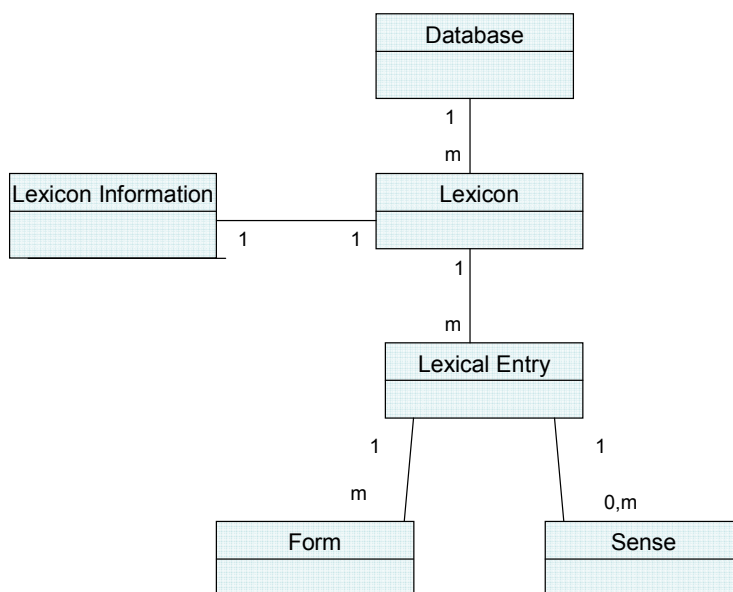 Database
1
m
Lexicon Information
Lexicon
1
1
1
m
Lexical Entry
1
1
m
0,m
Form
Sense